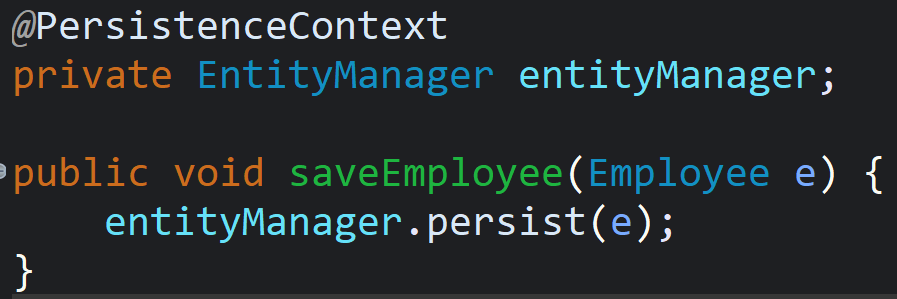 @PersistenceContext
private EntityManager entityManager;
public void saveEmployee(Employee e) {
entityManager.persist(e);
}